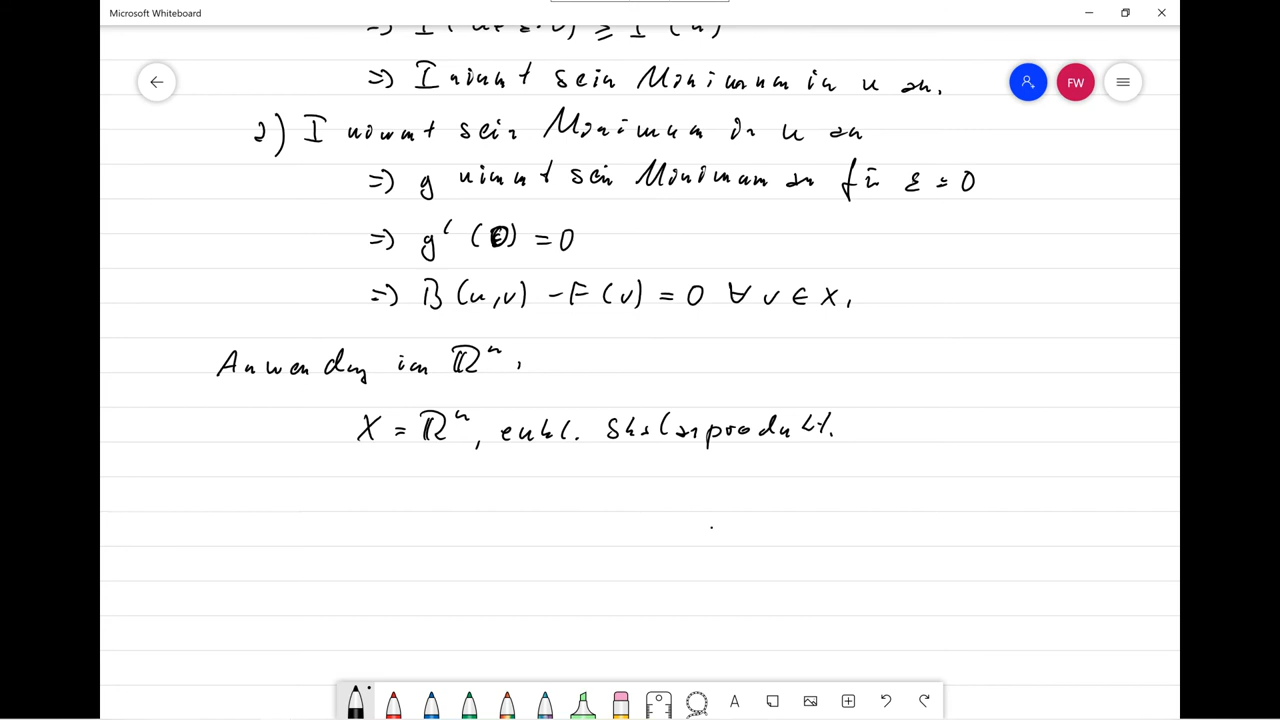 Microsoft Whiteboard
=> I(u+ε·v) ≥ I(u)
FW
=> I nimmt sein Minimum in u an.
2) I nimmt sein Minimum in u an
=> g nimmt sein Minimum an für ε = 0
=> g'(0) = 0
=> B(u,v) - F(v) = 0 ∀ v ∈ X,
Anwendung im ℝⁿ,
X = ℝⁿ, eukl. Skalarprodukt.
A